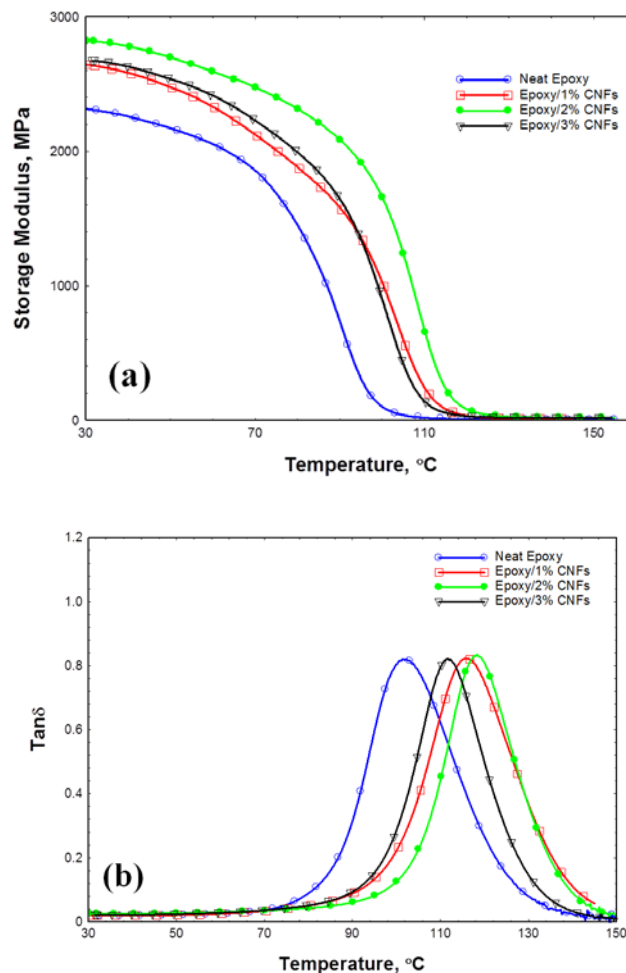 3000
2000
1000
0
Storage Modulus, MPa
Neat Epoxy
Epoxy/1% CNFs
Epoxy/2% CNFs
Epoxy/3% CNFs
(a)
30 70 110 150
Temperature, °C
1.2
1
0.8
0.6
0.4
0.2
0
Tanδ
Neat Epoxy
Epoxy/1% CNFs
Epoxy/2% CNFs
Epoxy/3% CNFs
(b)
30 50 70 90 110 130 150
Temperature, °C